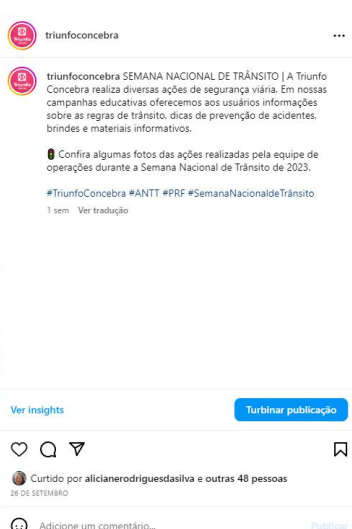 triunfoconcebra
triunfoconcebra SEMANA NACIONAL DE TRÂNSITO | A Triunfo
Concebra realiza diversas ações de segurança viária. Em nossas
campanhas educativas oferecemos aos usuários informações
sobre as regras de trânsito, dicas de prevenção de acidentes,
brindes e materiais informativos.
🚦 Confira algumas fotos das ações realizadas pela equipe de
operações durante a Semana Nacional de Trânsito de 2023.
#TriunfoConcebra #ANTT #PRF #SemanaNacionaldeTrânsito
1 sem Ver tradução
Ver insights Turbinar publicação
Curtido por alicianerodriguesdasilva e outras 48 pessoas
26 DE SETEMBRO
Adicione um comentário... Publicar